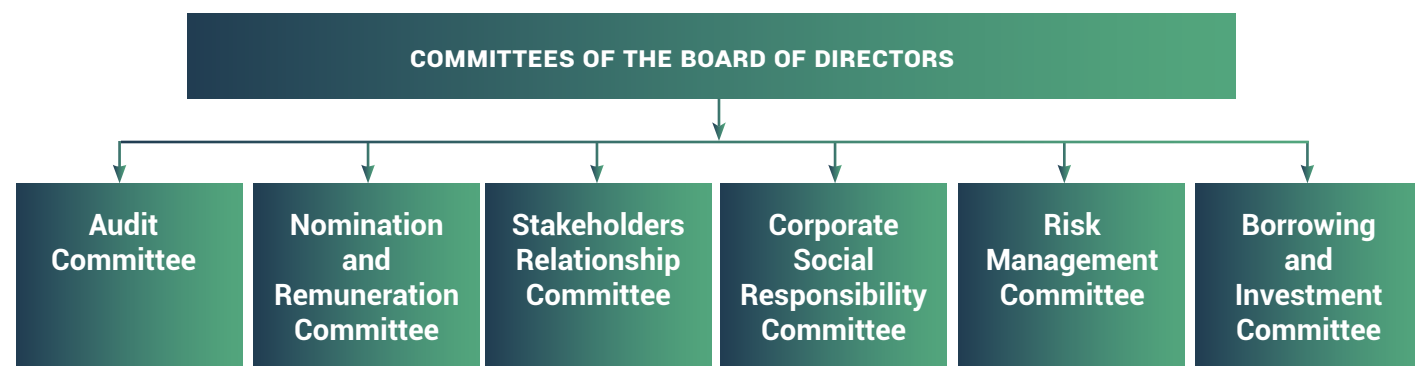 COMMITTEES OF THE BOARD OF DIRECTORS
Audit
Committee
Nomination
and
Remuneration
Committee
Stakeholders
Relationship
Committee
Corporate
Social
Responsibility
Committee
Risk
Management
Committee
Borrowing
and
Investment
Committee